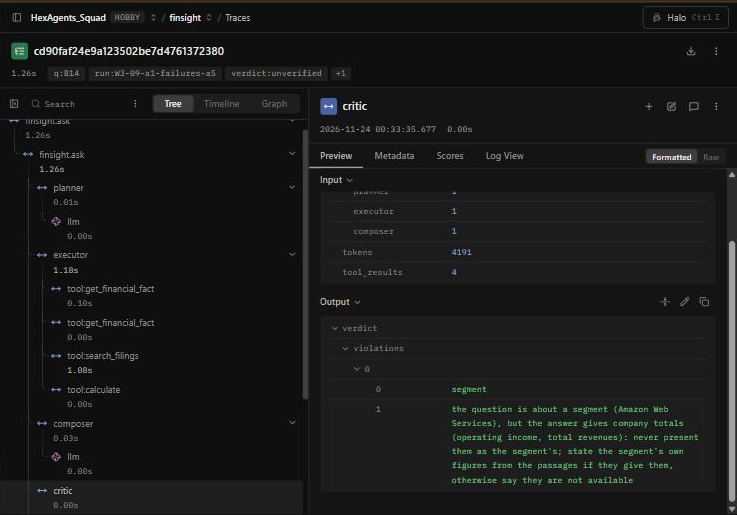 HexAgents_Squad HOBBY / finsight / Traces
Halo Ctrl I
cd90faf24e9a123502be7d4761372380
1.26s q:B14 run:W3-09-a1-failures-a5 verdict:unverified +1
Search
Tree Timeline Graph
finsight.ask
1.26s
finsight.ask
1.26s
planner
0.01s
llm
0.00s
executor
1.18s
tool:get_financial_fact
0.10s
tool:get_financial_fact
0.00s
tool:search_filings
1.08s
tool:calculate
0.00s
composer
0.03s
llm
0.00s
critic
0.00s
critic
2026-11-24 00:33:35.677 0.00s
Preview Metadata Scores Log View
Formatted Raw
Input
planner 1
executor 1
composer 1
tokens 4191
tool_results 4
Output
verdict
violations
0
0 segment
1 the question is about a segment (Amazon Web
Services), but the answer gives company totals
(operating income, total revenues): never present
them as the segment's; state the segment's own
figures from the passages if they give them,
otherwise say they are not available